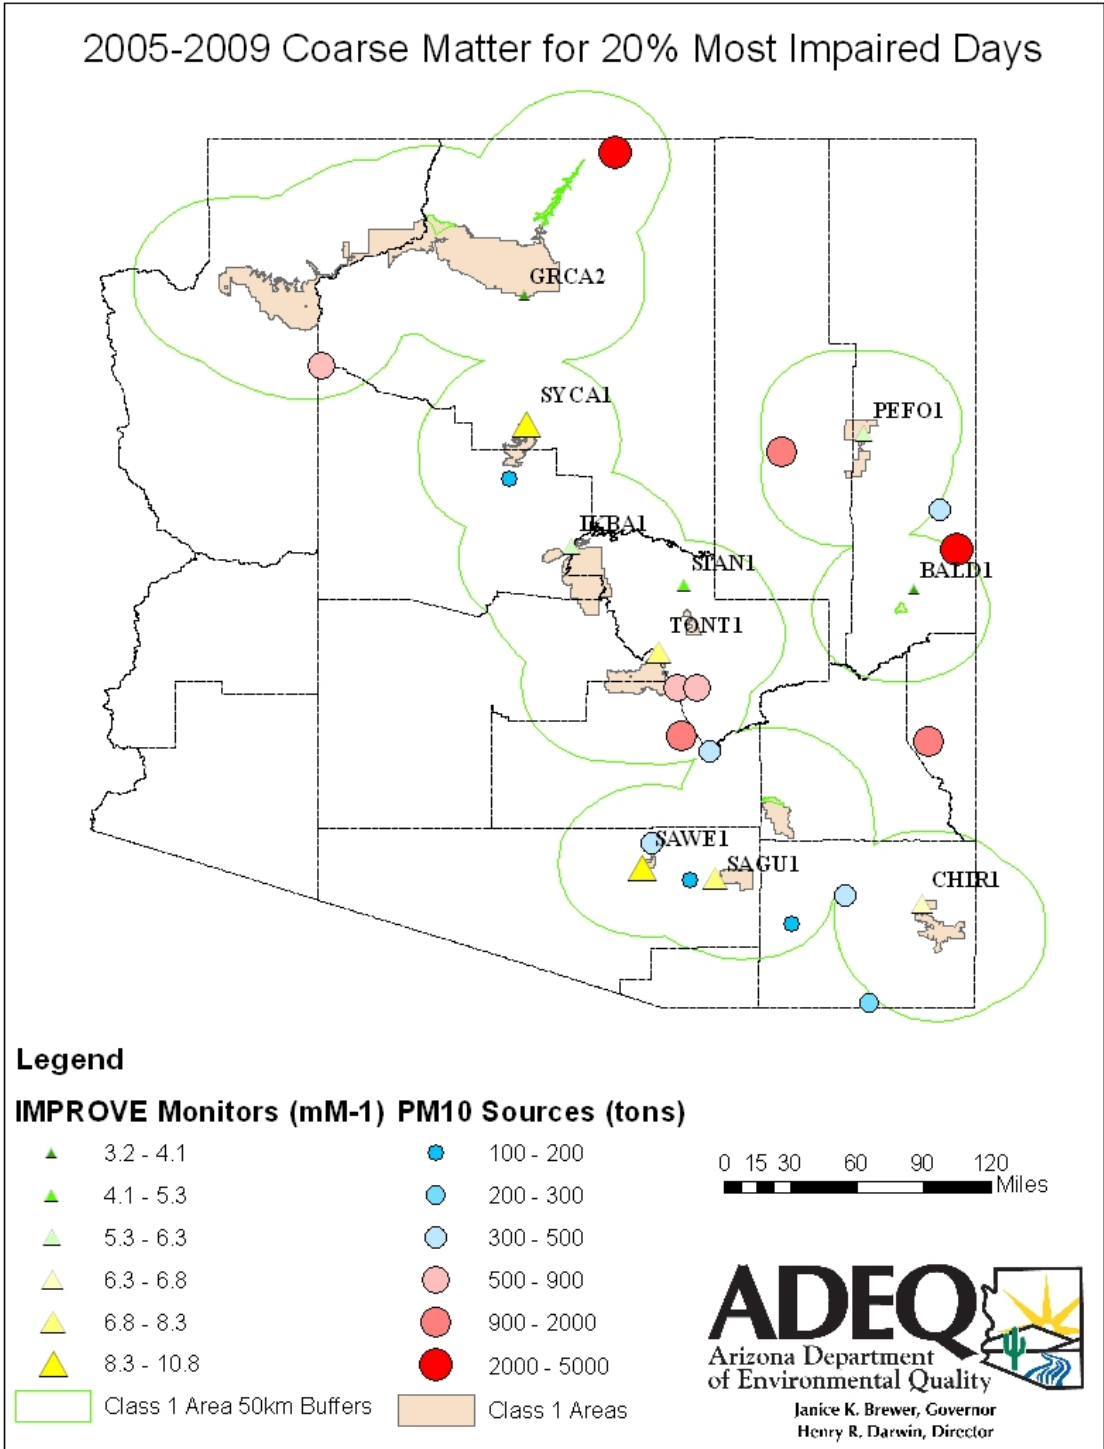 2005-2009 Coarse Matter for 20% Most Impaired Days
GRCA2
SYCA1
PEFO1
IKBA1
SIAN1
BALD1
TONT1
SAWE1
SAGU1
CHIR1
Legend
IMPROVE Monitors (mM-1) PM10 Sources (tons)
3.2 - 4.1 100 - 200
4.1 - 5.3 200 - 300
5.3 - 6.3 300 - 500
6.3 - 6.8 500 - 900
6.8 - 8.3 900 - 2000
8.3 - 10.8 2000 - 5000
Class 1 Area 50km Buffers Class 1 Areas
0 15 30 60 90 120
Miles
ADEQ
Arizona Department
of Environmental Quality
Janice K. Brewer, Governor
Henry R. Darwin, Director